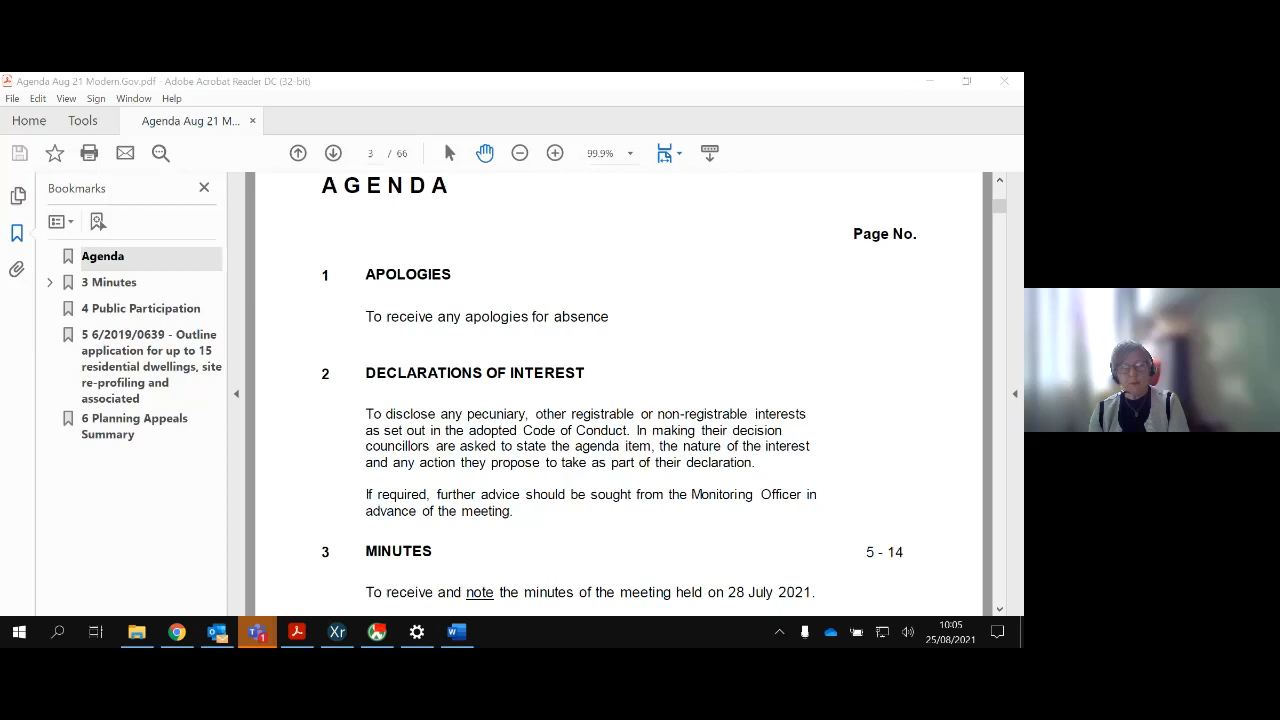 Agenda Aug 21 Modern.Gov.pdf - Adobe Acrobat Reader DC (32-bit)
File Edit View Sign Window Help
Home Tools Agenda Aug 21 M... ×
3 / 66 99.9%
Bookmarks
Agenda
3 Minutes
4 Public Participation
5 6/2019/0639 - Outline
application for up to 15
residential dwellings, site
re-profiling and
associated
6 Planning Appeals
Summary
AGENDA
Page No.
1 APOLOGIES
To receive any apologies for absence
2 DECLARATIONS OF INTEREST
To disclose any pecuniary, other registrable or non-registrable interests
as set out in the adopted Code of Conduct. In making their decision
councillors are asked to state the agenda item, the nature of the interest
and any action they propose to take as part of their declaration.
If required, further advice should be sought from the Monitoring Officer in
advance of the meeting.
3 MINUTES 5 - 14
To receive and note the minutes of the meeting held on 28 July 2021.
Xr
10:05
25/08/2021